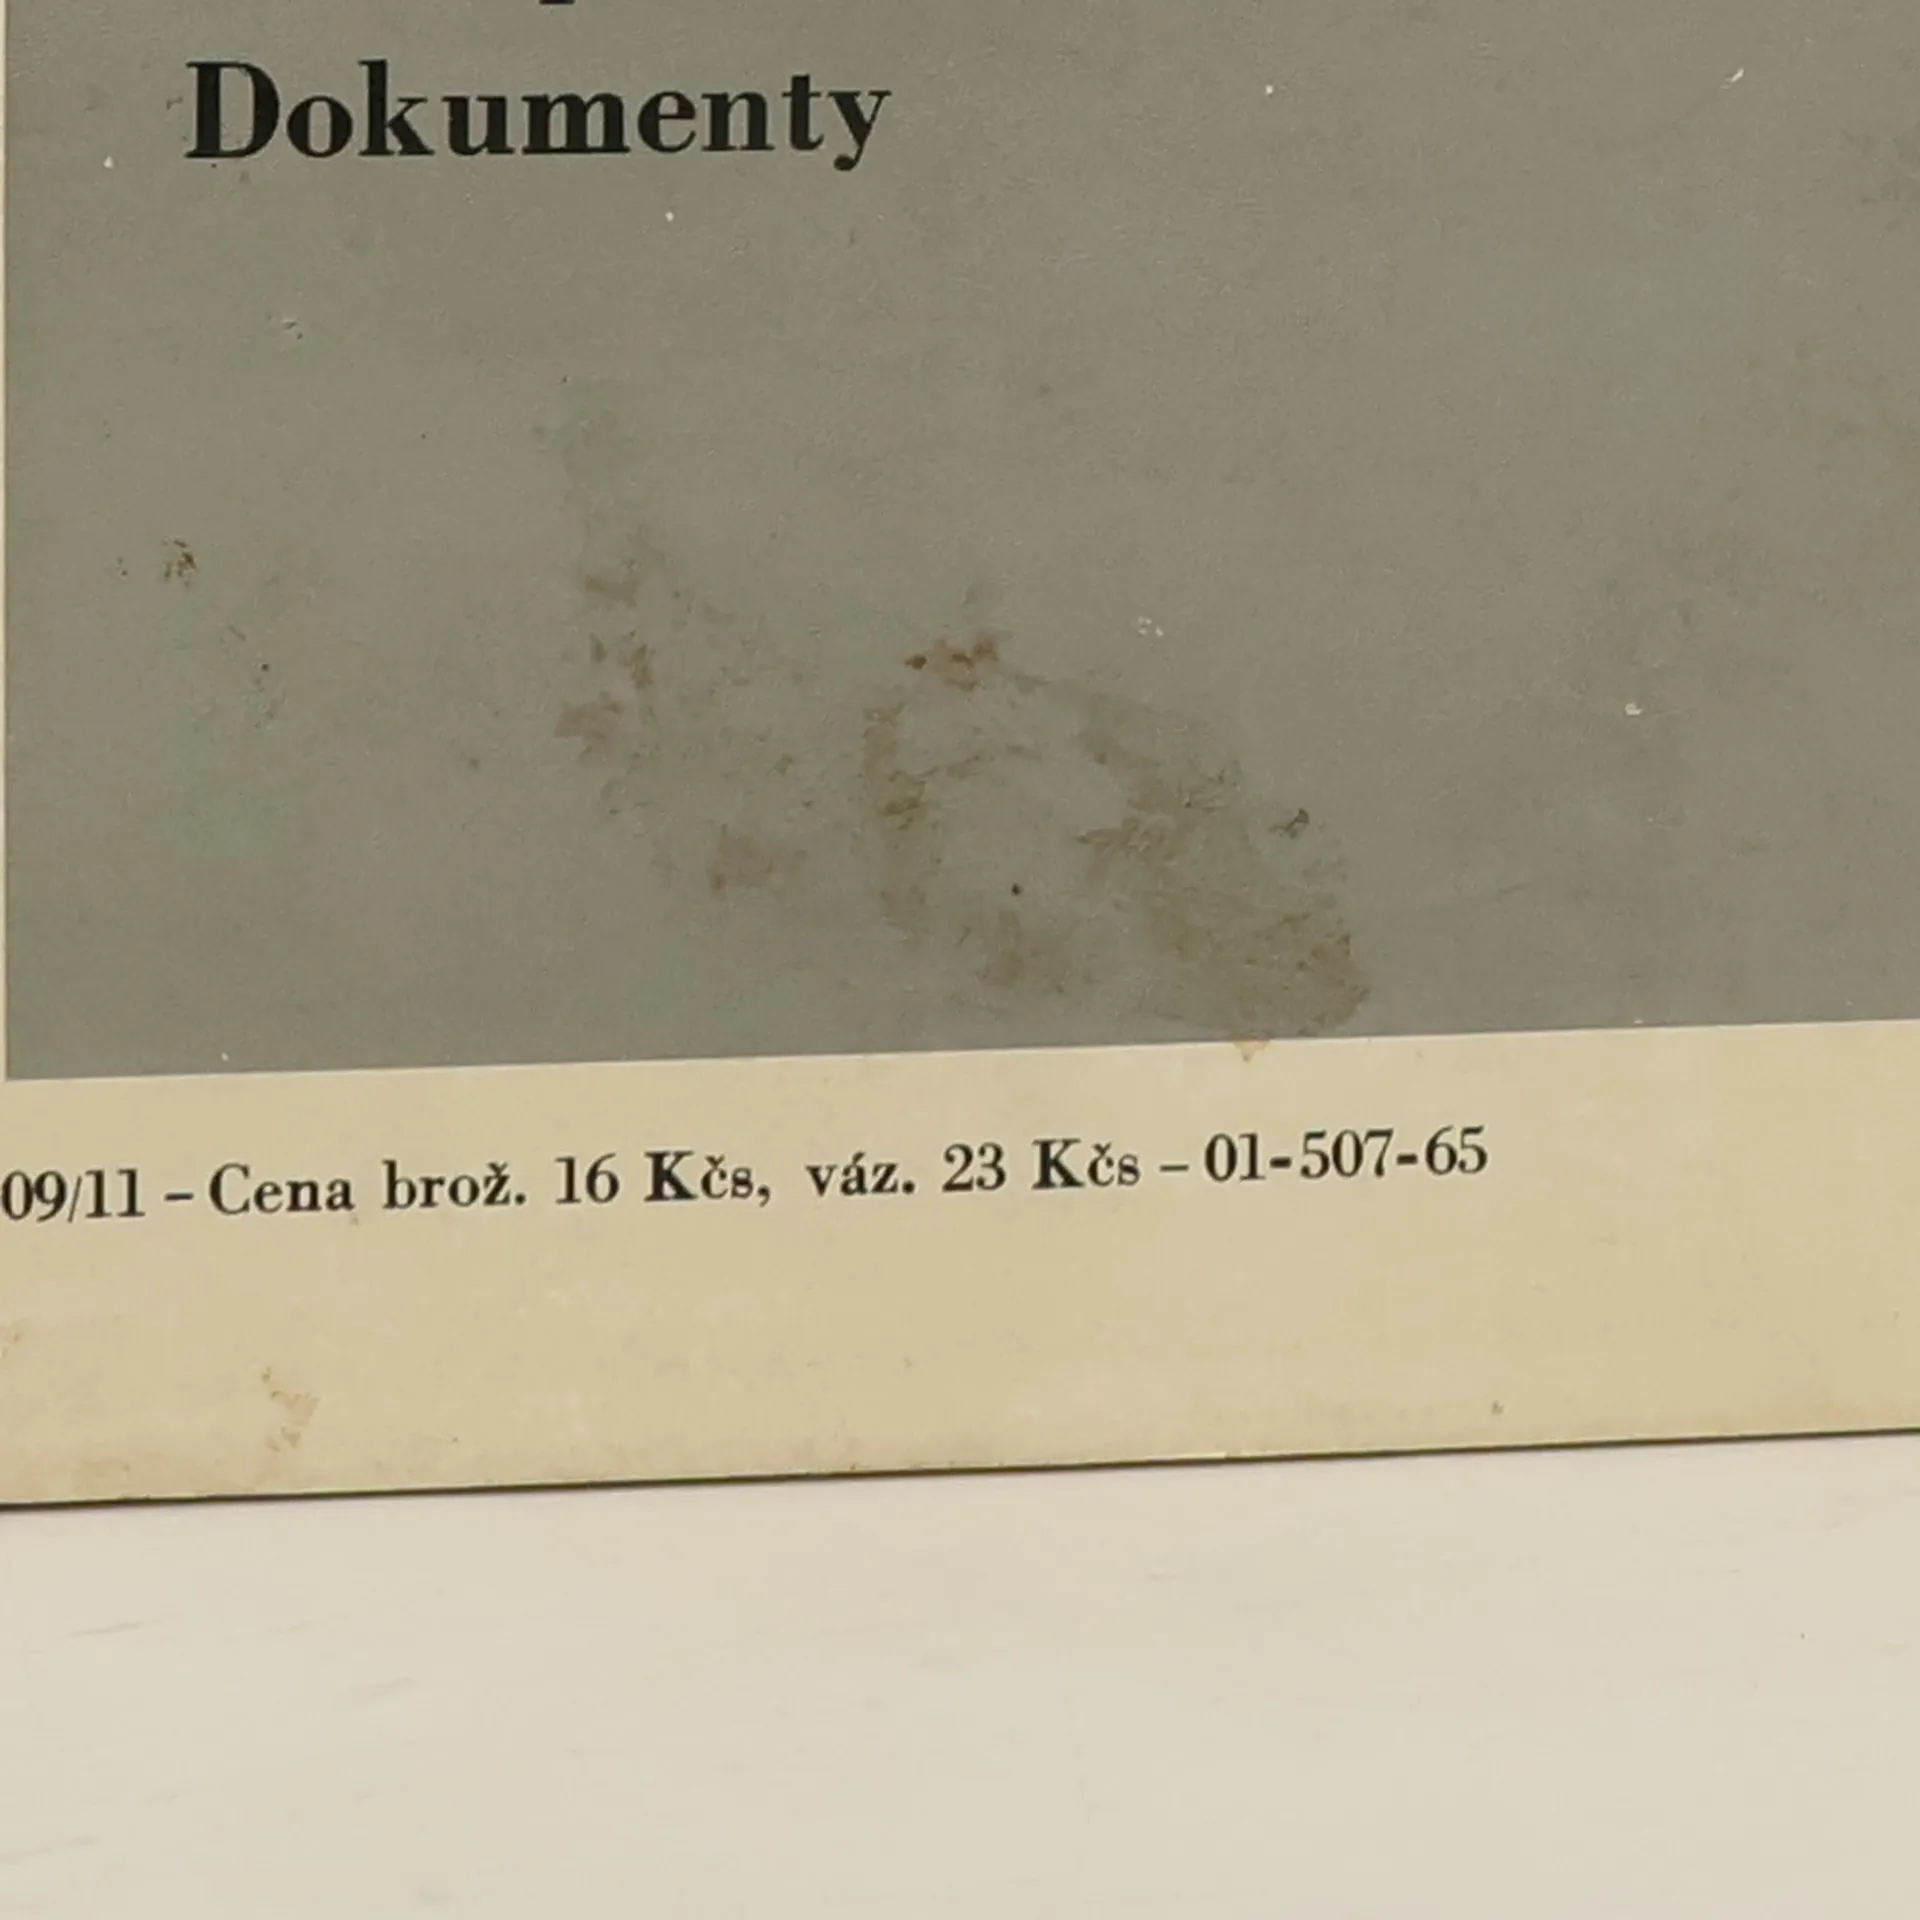 Dokumenty
09/11 – Cena brož. 16 Kčs, váz. 23 Kčs – 01-507-65